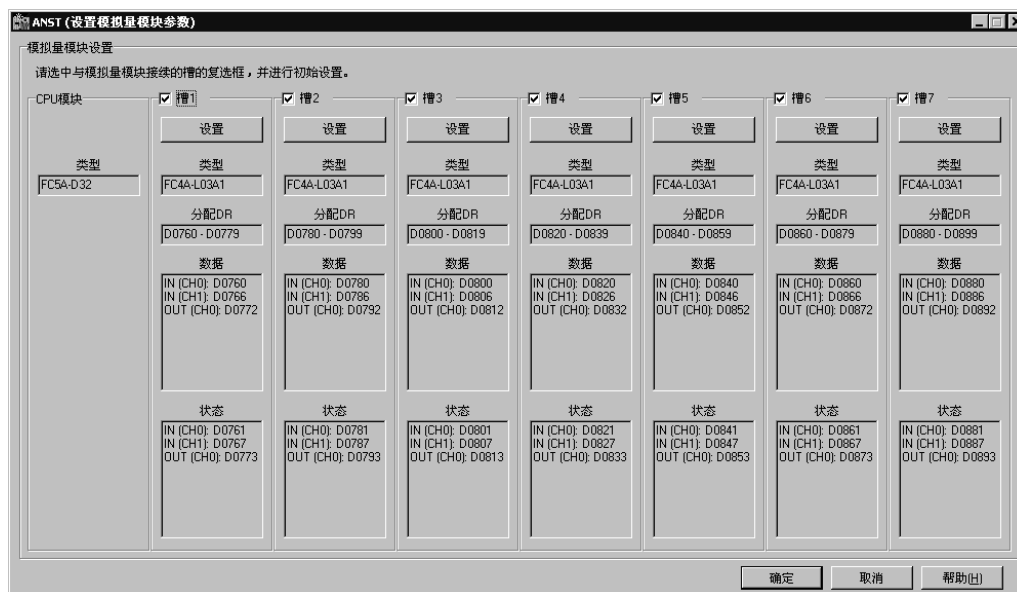 ANST (设置模拟量模块参数)
模拟量模块设置
请选中与模拟量模块接续的槽的复选框，并进行初始设置。
CPU模块 槽1 槽2 槽3 槽4 槽5 槽6 槽7
设置 设置 设置 设置 设置 设置 设置
类型 类型 类型 类型 类型 类型 类型 类型
FC5A-D32 FC4A-L03A1 FC4A-L03A1 FC4A-L03A1 FC4A-L03A1 FC4A-L03A1 FC4A-L03A1 FC4A-L03A1
分配DR 分配DR 分配DR 分配DR 分配DR 分配DR 分配DR
D0760 - D0779 D0780 - D0799 D0800 - D0819 D0820 - D0839 D0840 - D0859 D0860 - D0879 D0880 - D0899
数据 数据 数据 数据 数据 数据 数据
IN (CH0): D0760 IN (CH0): D0780 IN (CH0): D0800 IN (CH0): D0820 IN (CH0): D0840 IN (CH0): D0860 IN (CH0): D0880
IN (CH1): D0766 IN (CH1): D0786 IN (CH1): D0806 IN (CH1): D0826 IN (CH1): D0846 IN (CH1): D0866 IN (CH1): D0886
OUT (CH0): D0772 OUT (CH0): D0792 OUT (CH0): D0812 OUT (CH0): D0832 OUT (CH0): D0852 OUT (CH0): D0872 OUT (CH0): D0892
状态 状态 状态 状态 状态 状态 状态
IN (CH0): D0761 IN (CH0): D0781 IN (CH0): D0801 IN (CH0): D0821 IN (CH0): D0841 IN (CH0): D0861 IN (CH0): D0881
IN (CH1): D0767 IN (CH1): D0787 IN (CH1): D0807 IN (CH1): D0827 IN (CH1): D0847 IN (CH1): D0867 IN (CH1): D0887
OUT (CH0): D0773 OUT (CH0): D0793 OUT (CH0): D0813 OUT (CH0): D0833 OUT (CH0): D0853 OUT (CH0): D0873 OUT (CH0): D0893
确定 取消 帮助(H)